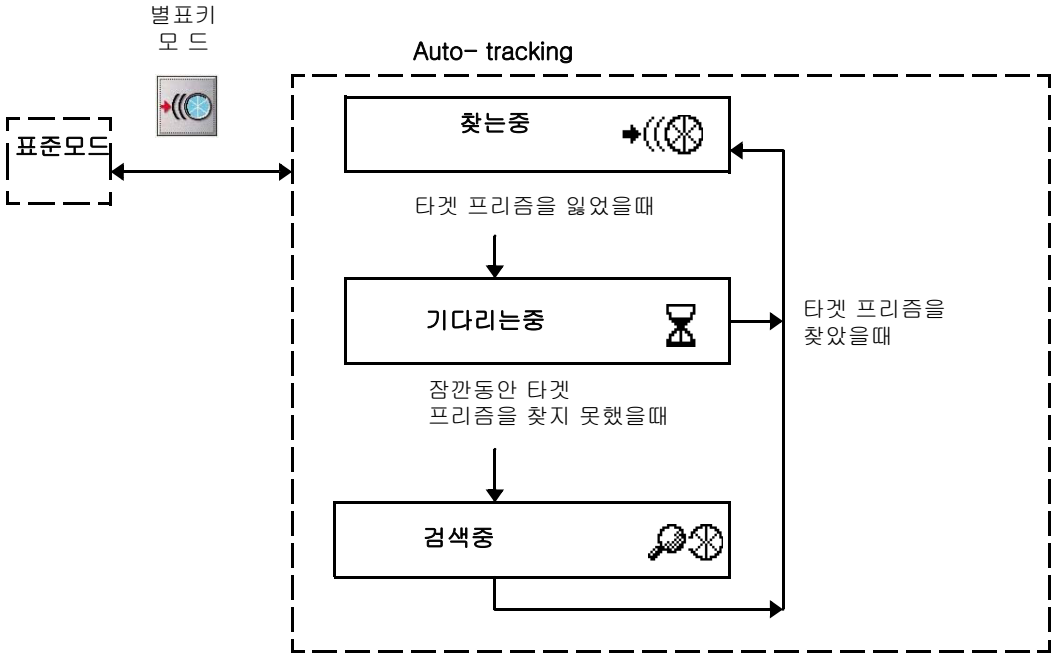 별표키
모 드
Auto- tracking
찾는중
표준모드
타겟 프리즘을 잃었을때
기다리는중
타겟 프리즘을
찾았을때
잠깐동안 타겟
프리즘을 찾지 못했을때
검색중